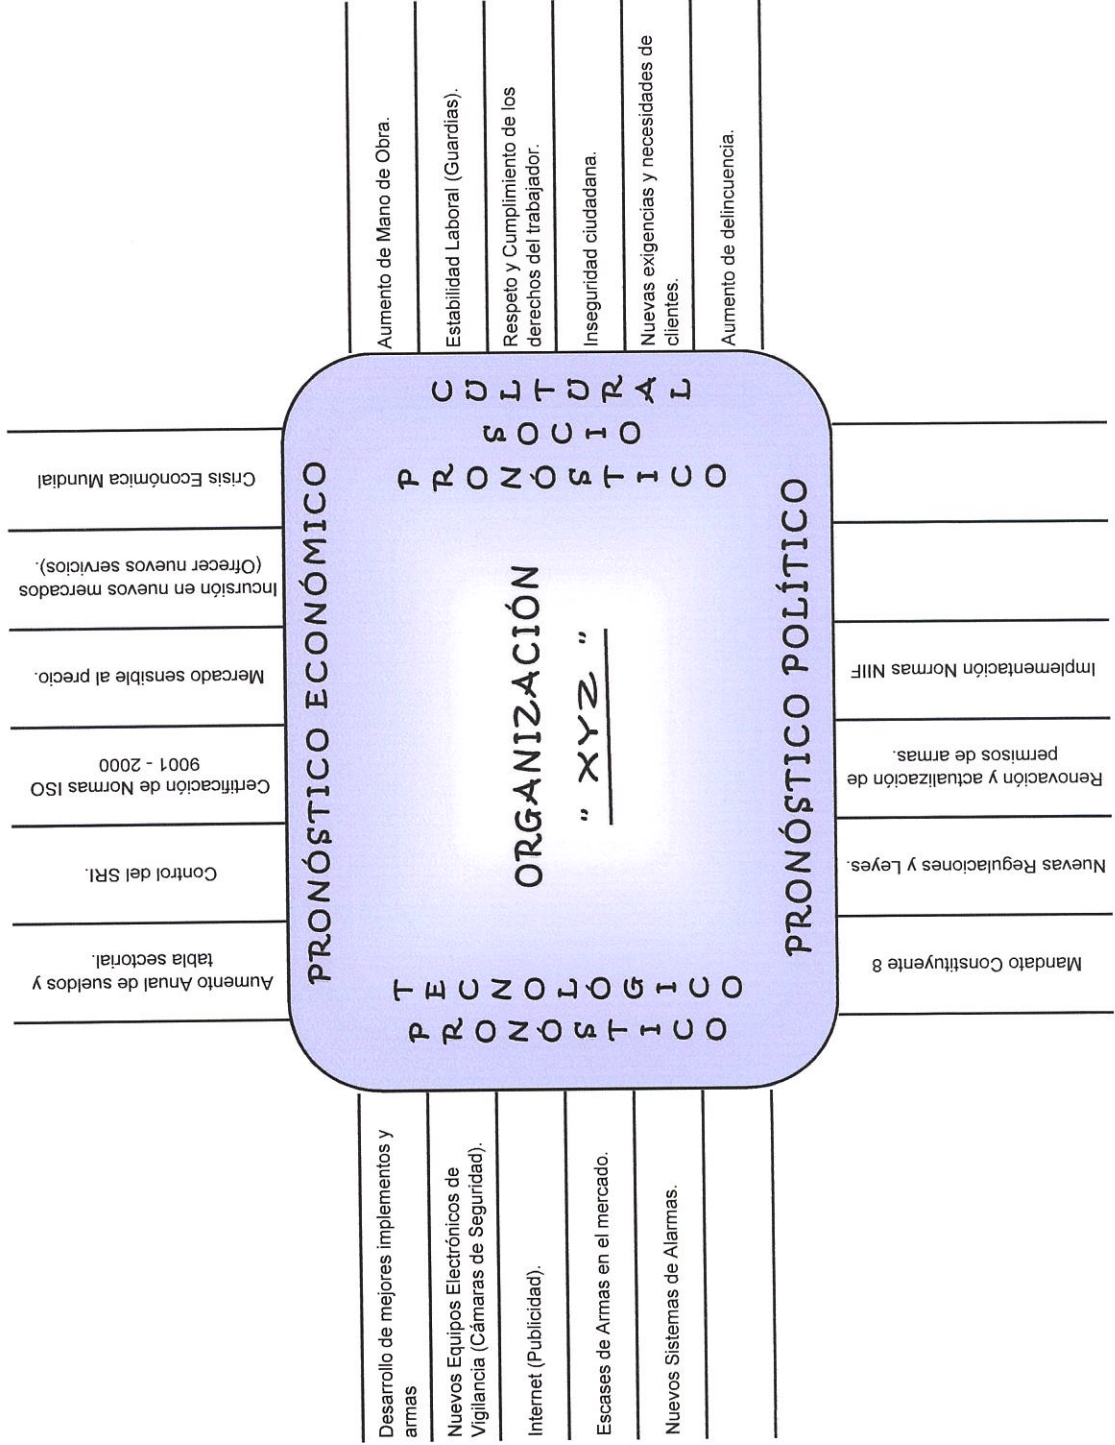 PRONÓSTICO ECONÓMICO
Aumento Anual de sueldos y
tabla sectorial.
Control del SRI.
Certificación de Normas ISO
9001 - 2000
Mercado sensible al precio.
Incursión en nuevos mercados
(Ofrecer nuevos servicios).
Crisis Económica Mundial
PRONÓSTICO
TECNOLÓGICO
Desarrollo de mejores implementos y
armas
Nuevos Equipos Electrónicos de
Vigilancia (Cámaras de Seguridad).
Internet (Publicidad).
Escases de Armas en el mercado.
Nuevos Sistemas de Alarmas.
ORGANIZACIÓN
" XYZ "
PRONÓSTICO
SOCIO
CULTURAL
Aumento de Mano de Obra.
Estabilidad Laboral (Guardias).
Respeto y Cumplimiento de los
derechos del trabajador.
Inseguridad ciudadana.
Nuevas exigencias y necesidades de
clientes.
Aumento de delincuencia.
PRONÓSTICO POLÍTICO
Mandato Constituyente 8
Nuevas Regulaciones y Leyes.
Renovación y actualización de
permisos de armas.
Implementación Normas NIIF